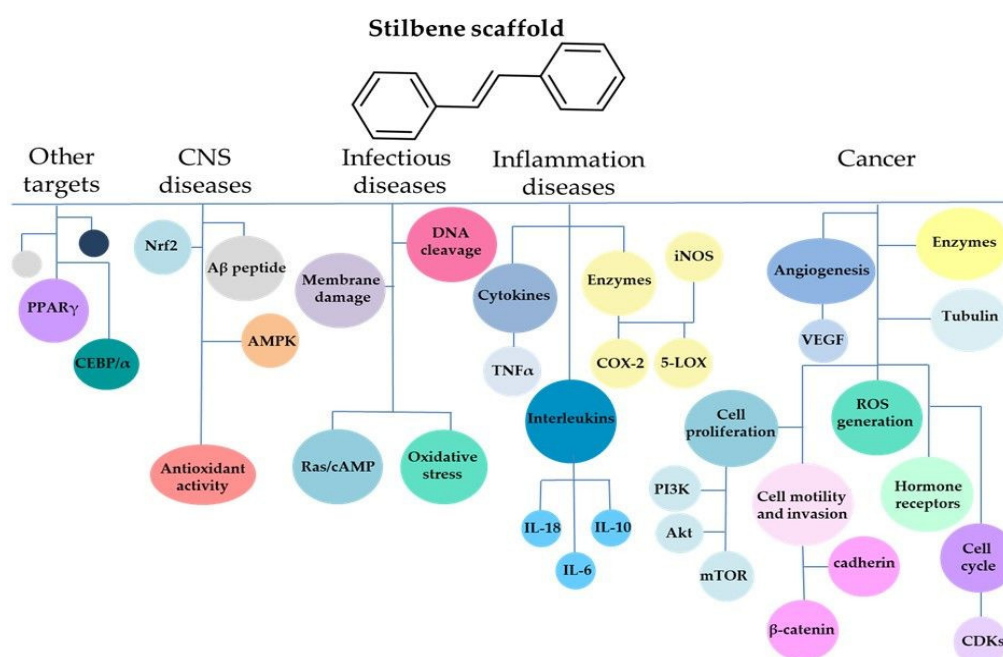 Stilbene scaffold
Other
targets
CNS
diseases
Infectious
diseases
Inflammation
diseases
Cancer
PPARγ
CEBP/α
Nrf2
Aβ peptide
AMPK
Antioxidant
activity
DNA
cleavage
Membrane
damage
Ras/cAMP
Oxidative
stress
Cytokines
TNFα
Enzymes
iNOS
COX-2
5-LOX
Interleukins
IL-18
IL-10
IL-6
Angiogenesis
VEGF
Enzymes
Tubulin
Cell
proliferation
PI3K
Akt
mTOR
ROS
generation
Cell motility
and invasion
cadherin
β-catenin
Hormone
receptors
Cell
cycle
CDKs